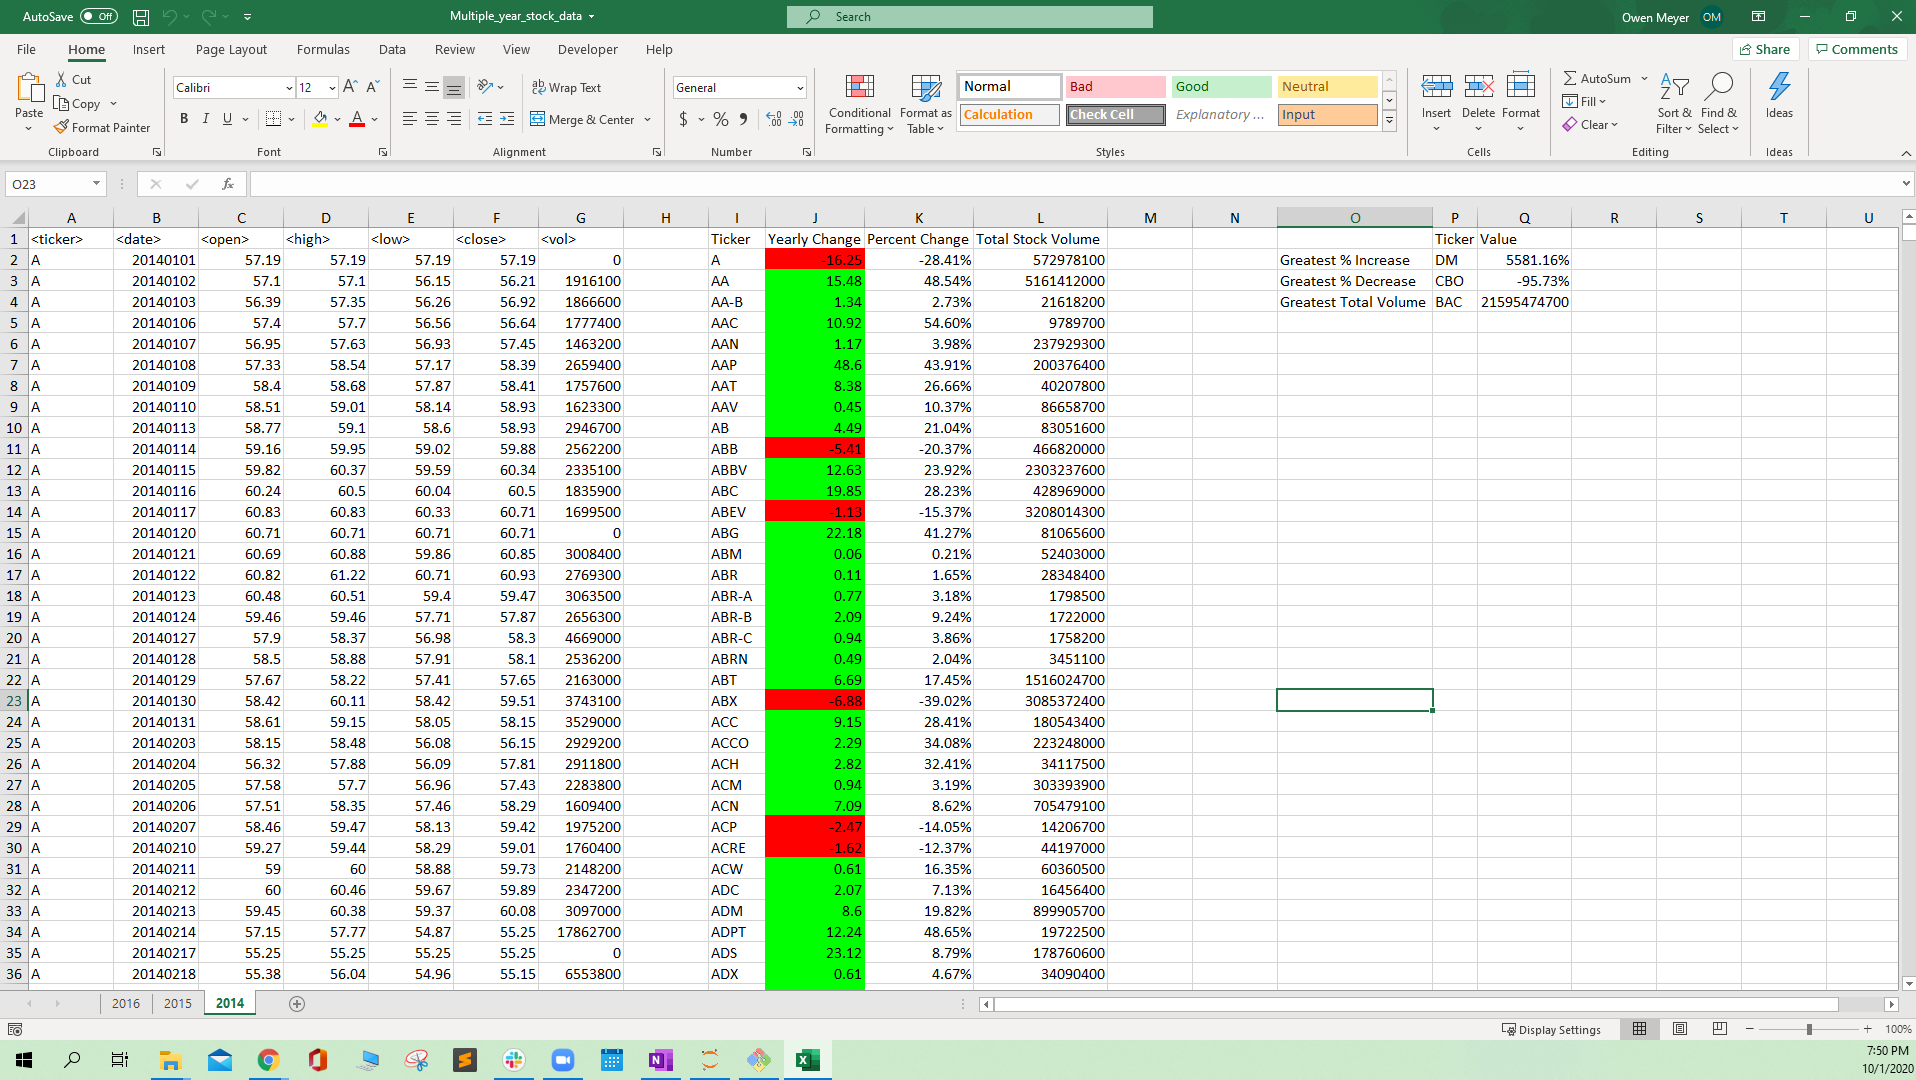 AutoSave Off Multiple_year_stock_data Search Owen Meyer OM
File Home Insert Page Layout Formulas Data Review View Developer Help Share Comments
Paste Cut Copy Format Painter Clipboard
Calibri 12 B I U A Font
Wrap Text Merge & Center Alignment
General $ % Number
Conditional Formatting Format as Table Normal Bad Good Neutral Calculation Check Cell Explanatory ... Input Styles
Insert Delete Format Cells
AutoSum Fill Clear Sort & Filter Find & Select Editing
Ideas Ideas
O23 fx
A B C D E F G H I J K L M N O P Q R S T U
1 <ticker> <date> <open> <high> <low> <close> <vol> Ticker Yearly Change Percent Change Total Stock Volume Ticker Value
2 A 20140101 57.19 57.19 57.19 57.19 0 A -16.25 -28.41% 572978100 Greatest % Increase DM 5581.16%
3 A 20140102 57.1 57.1 56.15 56.21 1916100 AA 15.48 48.54% 5161412000 Greatest % Decrease CBO -95.73%
4 A 20140103 56.39 57.35 56.26 56.92 1866600 AA-B 1.34 2.73% 21618200 Greatest Total Volume BAC 21595474700
5 A 20140106 57.4 57.7 56.56 56.64 1777400 AAC 10.92 54.60% 9789700
6 A 20140107 56.95 57.63 56.93 57.45 1463200 AAN 1.17 3.98% 237929300
7 A 20140108 57.33 58.54 57.17 58.39 2659400 AAP 48.6 43.91% 200376400
8 A 20140109 58.4 58.68 57.87 58.41 1757600 AAT 8.38 26.66% 40207800
9 A 20140110 58.51 59.01 58.14 58.93 1623300 AAV 0.45 10.37% 86658700
10 A 20140113 58.77 59.1 58.6 58.93 2946700 AB 4.49 21.04% 83051600
11 A 20140114 59.16 59.95 59.02 59.88 2562200 ABB -5.41 -20.37% 466820000
12 A 20140115 59.82 60.37 59.59 60.34 2335100 ABBV 12.63 23.92% 2303237600
13 A 20140116 60.24 60.5 60.04 60.5 1835900 ABC 19.85 28.23% 428969000
14 A 20140117 60.83 60.83 60.33 60.71 1699500 ABEV -1.13 -15.37% 3208014300
15 A 20140120 60.71 60.71 60.71 60.71 0 ABG 22.18 41.27% 81065600
16 A 20140121 60.69 60.88 59.86 60.85 3008400 ABM 0.06 0.21% 52403000
17 A 20140122 60.82 61.22 60.71 60.93 2769300 ABR 0.11 1.65% 28348400
18 A 20140123 60.48 60.51 59.4 59.47 3063500 ABR-A 0.77 3.18% 1798500
19 A 20140124 59.46 59.46 57.71 57.87 2656300 ABR-B 2.09 9.24% 1722000
20 A 20140127 57.9 58.37 56.98 58.3 4669000 ABR-C 0.94 3.86% 1758200
21 A 20140128 58.5 58.88 57.91 58.1 2536200 ABRN 0.49 2.04% 3451100
22 A 20140129 57.67 58.22 57.41 57.65 2163000 ABT 6.69 17.45% 1516024700
23 A 20140130 58.42 60.11 58.42 59.51 3743100 ABX -6.88 -39.02% 3085372400
24 A 20140131 58.61 59.15 58.05 58.15 3529000 ACC 9.15 28.41% 180543400
25 A 20140203 58.15 58.48 56.08 56.15 2929200 ACCO 2.29 34.08% 223248000
26 A 20140204 56.32 57.88 56.09 57.81 2911800 ACH 2.82 32.41% 34117500
27 A 20140205 57.58 57.7 56.96 57.43 2283800 ACM 0.94 3.19% 303393900
28 A 20140206 57.51 58.35 57.46 58.29 1609400 ACN 7.09 8.62% 705479100
29 A 20140207 58.46 59.47 58.13 59.42 1975200 ACP -2.47 -14.05% 14206700
30 A 20140210 59.27 59.44 58.29 59.01 1760400 ACRE -1.62 -12.37% 44197000
31 A 20140211 59 60 58.88 59.73 2148200 ACW 0.61 16.35% 60360500
32 A 20140212 60 60.46 59.67 59.89 2347200 ADC 2.07 7.13% 16456400
33 A 20140213 59.45 60.38 59.37 60.08 3097000 ADM 8.6 19.82% 899905700
34 A 20140214 57.15 57.77 54.87 55.25 17862700 ADPT 12.24 48.65% 19722500
35 A 20140217 55.25 55.25 55.25 55.25 0 ADS 23.12 8.79% 178760600
36 A 20140218 55.38 56.04 54.96 55.15 6553800 ADX 0.61 4.67% 34090400
2016 2015 2014
Display Settings 100%
7:50 PM
10/1/2020